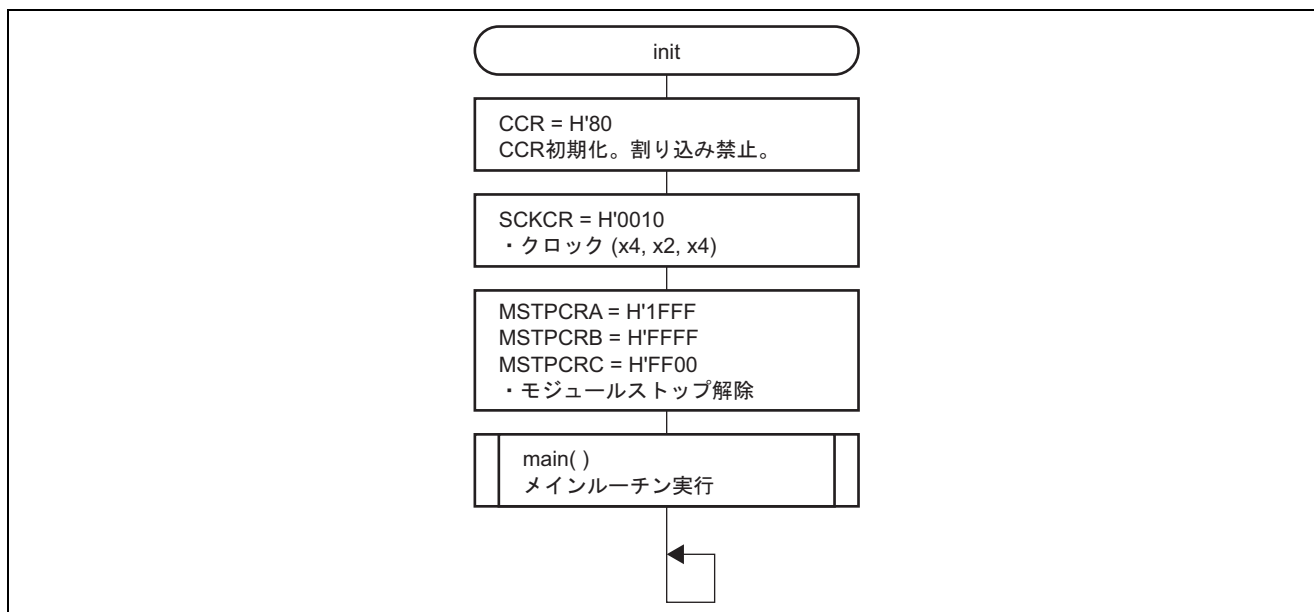 init
CCR = H'80
CCR初期化。割り込み禁止。
SCKCR = H'0010
・クロック (x4, x2, x4)
MSTPCRA = H'1FFF
MSTPCRB = H'FFFF
MSTPCRC = H'FF00
・モジュールストップ解除
main( )
メインルーチン実行